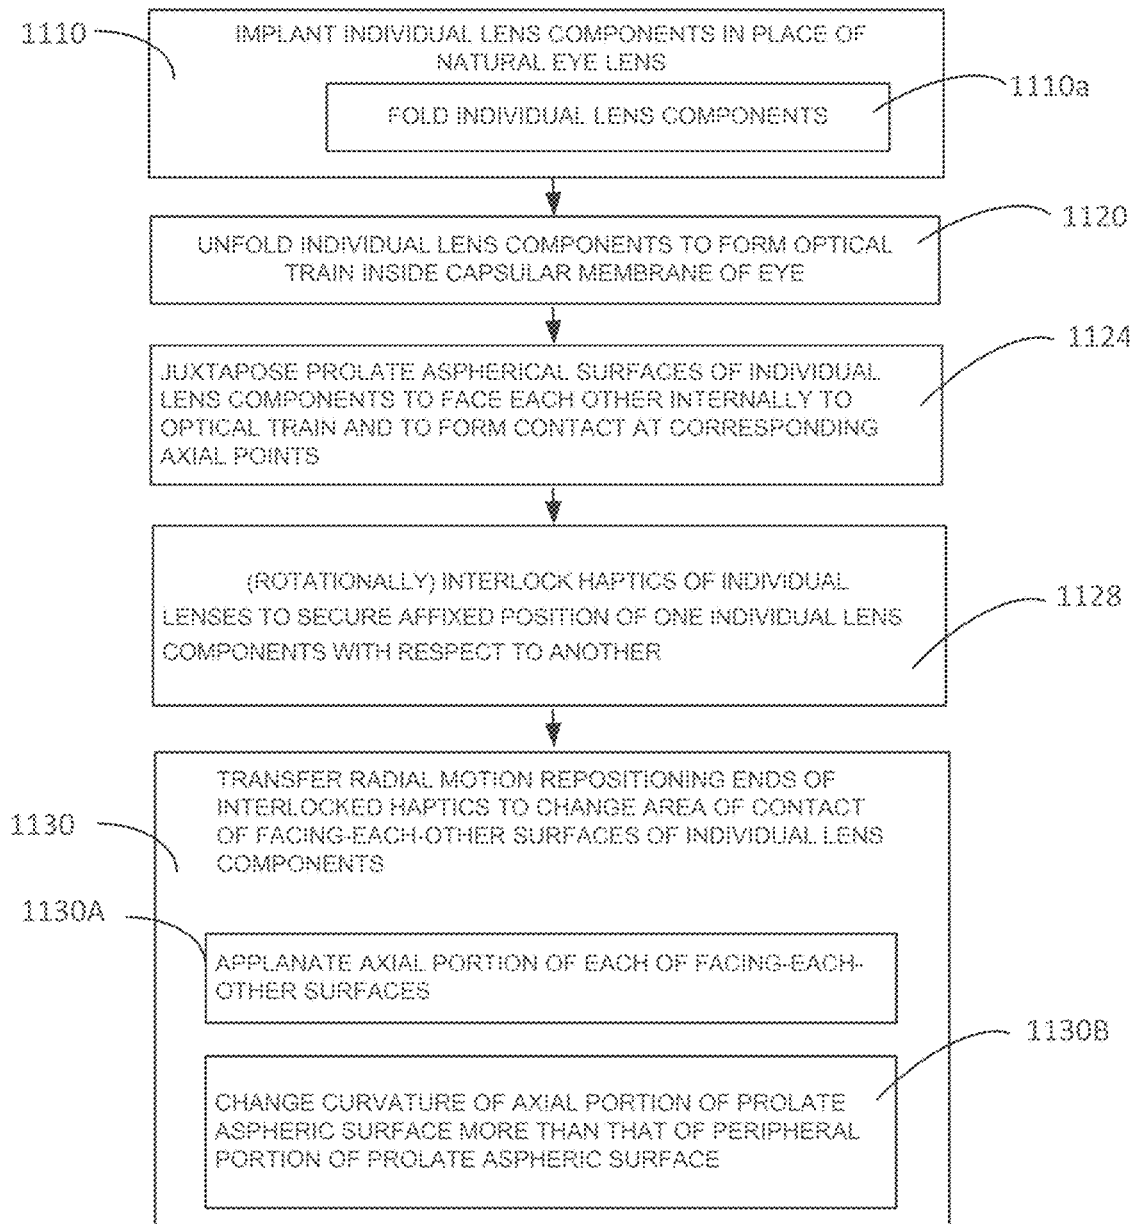 1110
IMPLANT INDIVIDUAL LENS COMPONENTS IN PLACE OF
NATURAL EYE LENS
FOLD INDIVIDUAL LENS COMPONENTS
1110a
UNFOLD INDIVIDUAL LENS COMPONENTS TO FORM OPTICAL
TRAIN INSIDE CAPSULAR MEMBRANE OF EYE
1120
JUXTAPOSE PROLATE ASPHERICAL SURFACES OF INDIVIDUAL
LENS COMPONENTS TO FACE EACH OTHER INTERNALLY TO
OPTICAL TRAIN AND TO FORM CONTACT AT CORRESPONDING
AXIAL POINTS
1124
(ROTATIONALLY) INTERLOCK HAPTICS OF INDIVIDUAL
LENSES TO SECURE AFFIXED POSITION OF ONE INDIVIDUAL LENS
COMPONENTS WITH RESPECT TO ANOTHER
1128
TRANSFER RADIAL MOTION REPOSITIONING ENDS OF
INTERLOCKED HAPTICS TO CHANGE AREA OF CONTACT
OF FACING-EACH-OTHER SURFACES OF INDIVIDUAL LENS
COMPONENTS
1130
1130A
APPLANATE AXIAL PORTION OF EACH OF FACING-EACH-
OTHER SURFACES
1130B
CHANGE CURVATURE OF AXIAL PORTION OF PROLATE
ASPHERIC SURFACE MORE THAN THAT OF PERIPHERAL
PORTION OF PROLATE ASPHERIC SURFACE